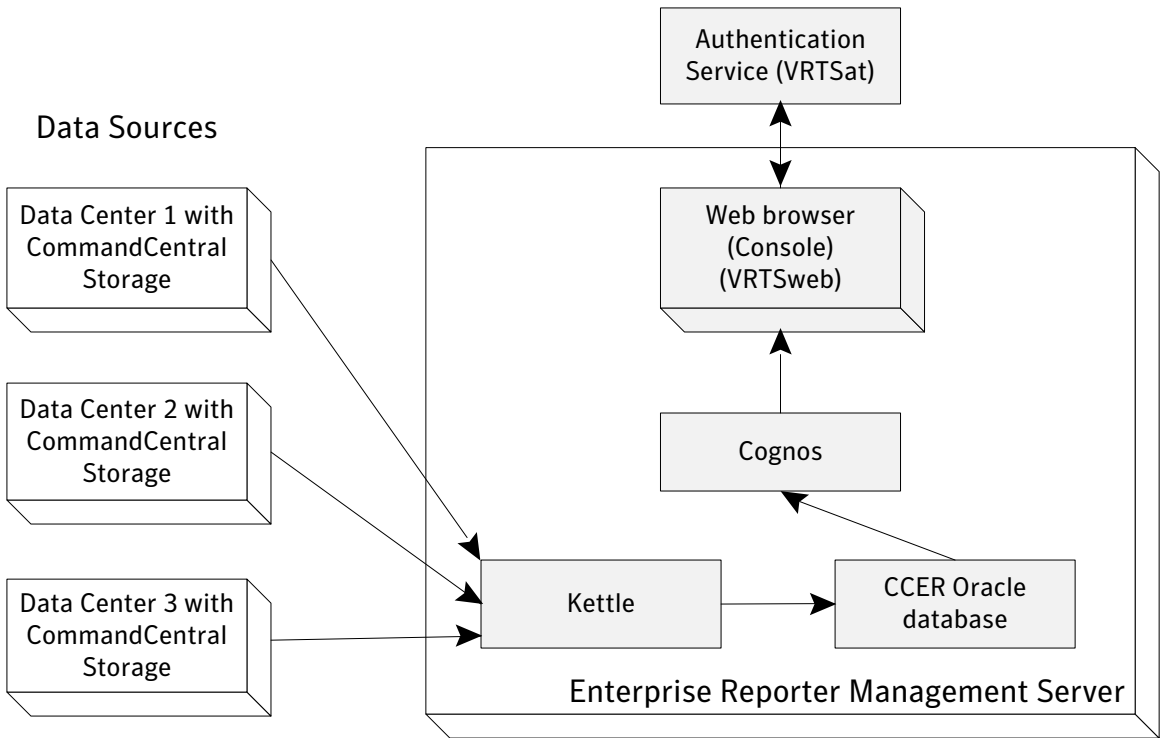 Authentication
Service (VRTSat)
Data Sources
Data Center 1 with
CommandCentral
Storage
Web browser
(Console)
(VRTSweb)
Data Center 2 with
CommandCentral
Storage
Cognos
Data Center 3 with
CommandCentral
Storage
Kettle
CCER Oracle
database
Enterprise Reporter Management Server